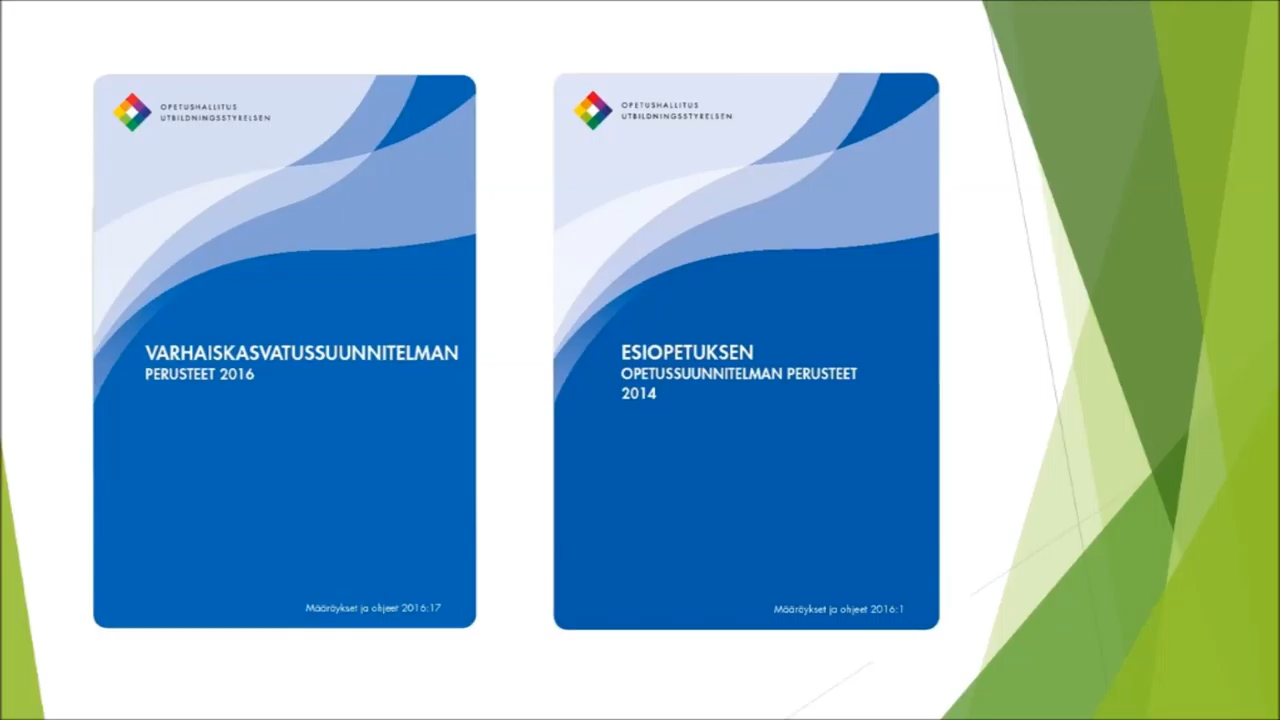 OPETUSHALLITUS
UTBILDNINGSSTYRELSEN
VARHAISKASVATUSSUUNNITELMAN
PERUSTEET 2016
Määräykset ja ohjeet 2016:17
OPETUSHALLITUS
UTBILDNINGSSTYRELSEN
ESIOPETUKSEN
OPETUSSUUNNITELMAN PERUSTEET
2014
Määräykset ja ohjeet 2016:1